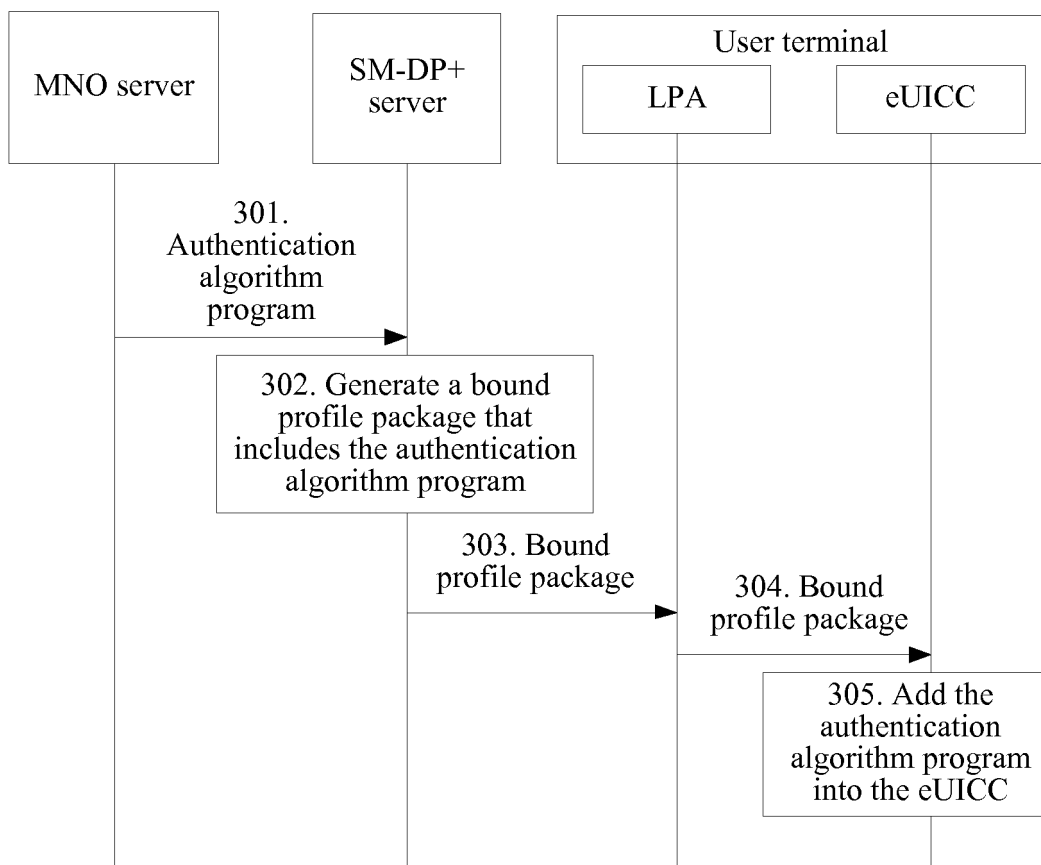 MNO server
SM-DP+
server
User terminal
LPA
eUICC
301.
Authentication
algorithm
program
302. Generate a bound
profile package that
includes the authentication
algorithm program
303. Bound
profile package
304. Bound
profile package
305. Add the
authentication
algorithm program
into the eUICC